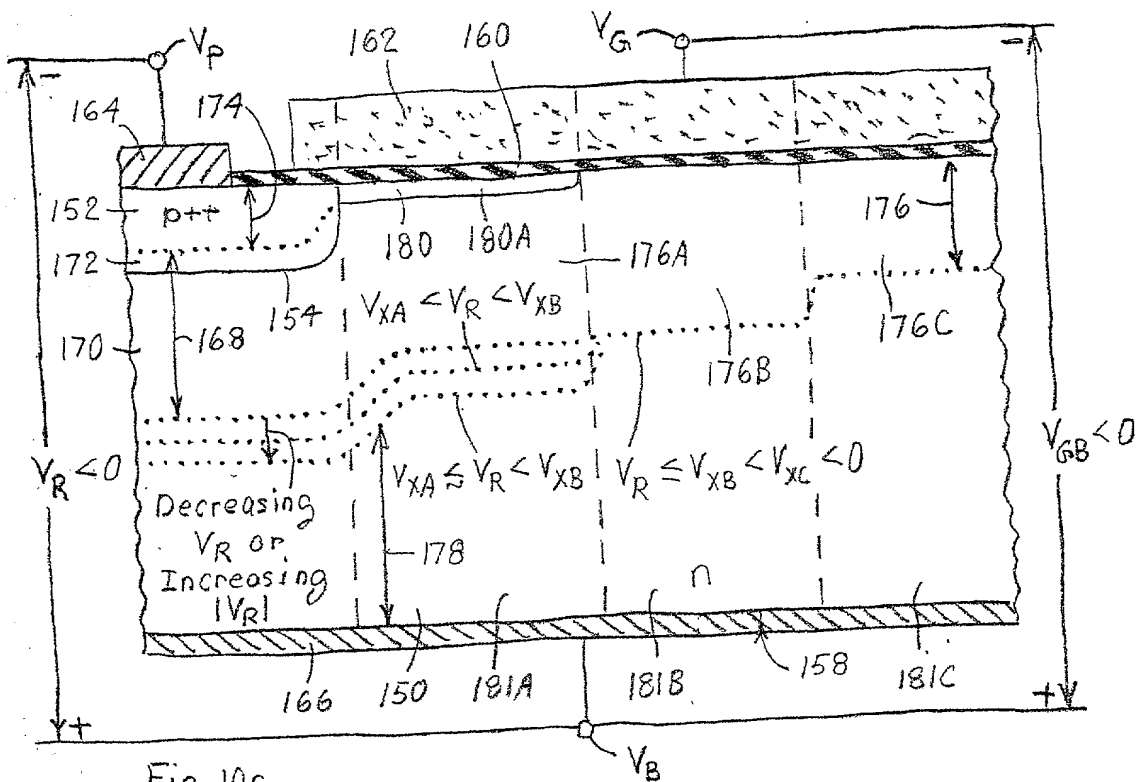 V_P
162
160
V_G
-
-
174
164
152
p++
180
180A
176
172
176A
154
V_XA < V_R < V_XB
176C
170
168
176B
V_R < 0
V_GB < 0
V_XA ≤ V_R < V_XB
V_R ≤ V_XB < V_XC < 0
Decreasing
V_R or
Increasing
|V_R|
178
n
166
150
181A
181B
158
181C
+
+
V_B